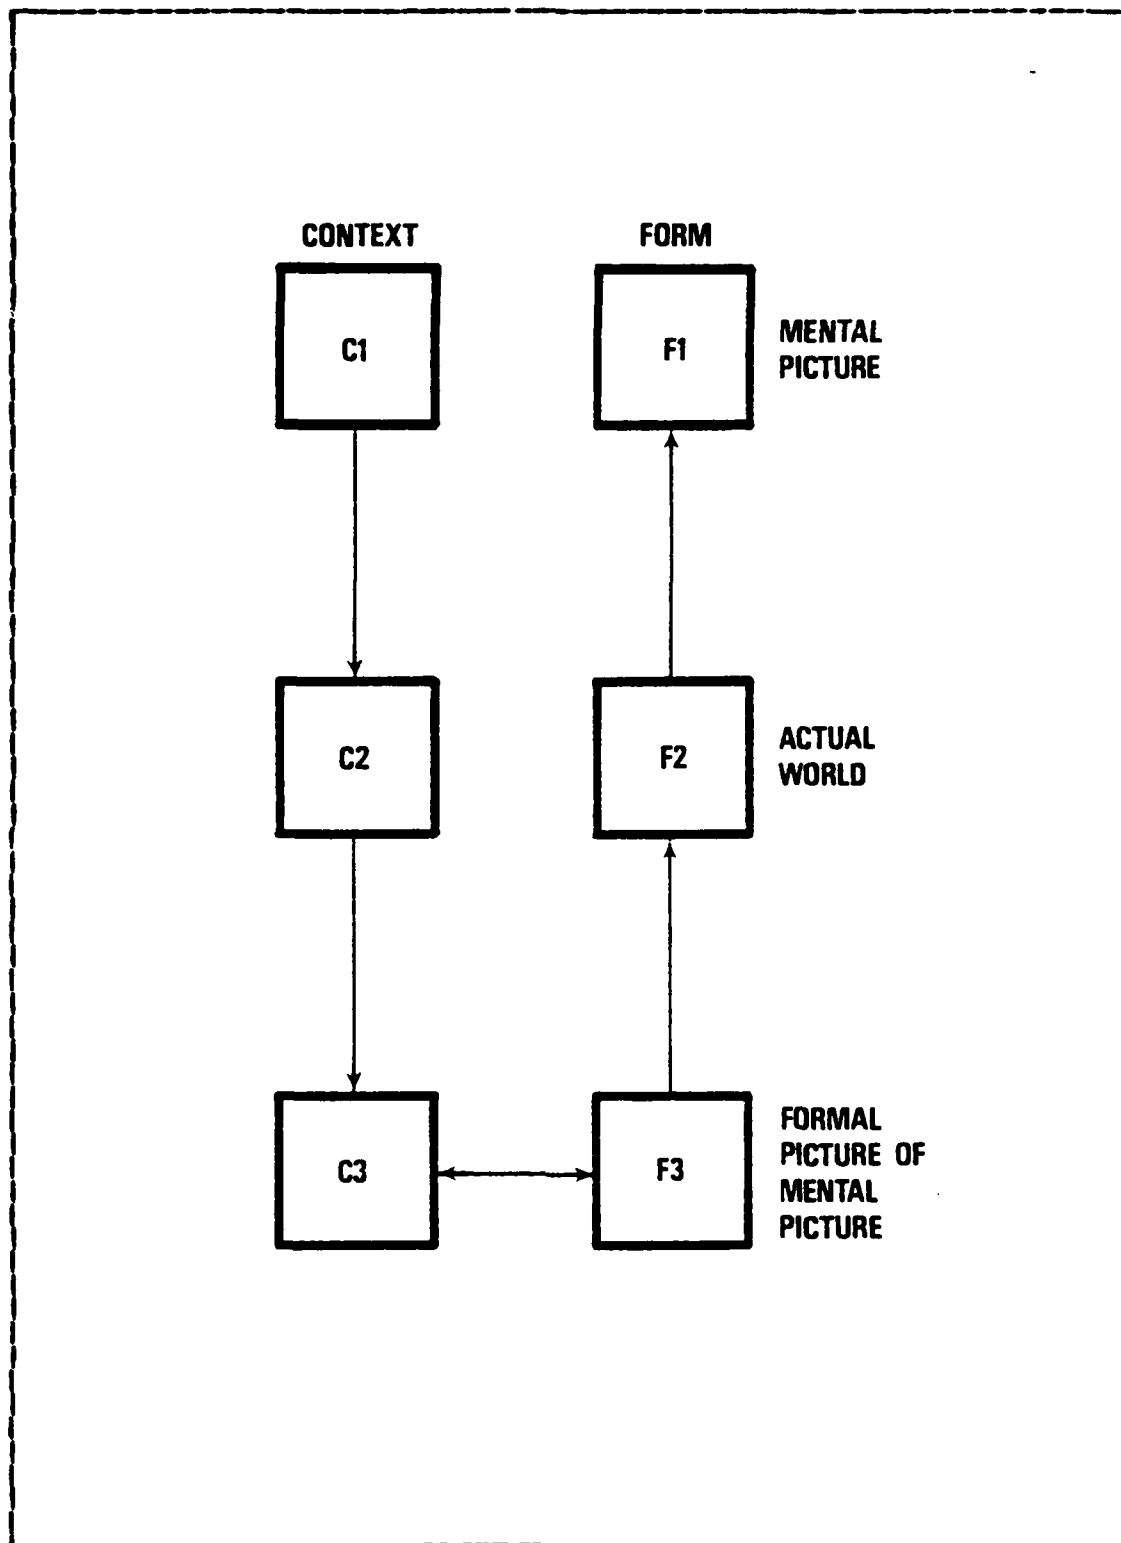 CONTEXT
FORM
C1
F1
MENTAL
PICTURE
C2
F2
ACTUAL
WORLD
C3
F3
FORMAL
PICTURE OF
MENTAL
PICTURE